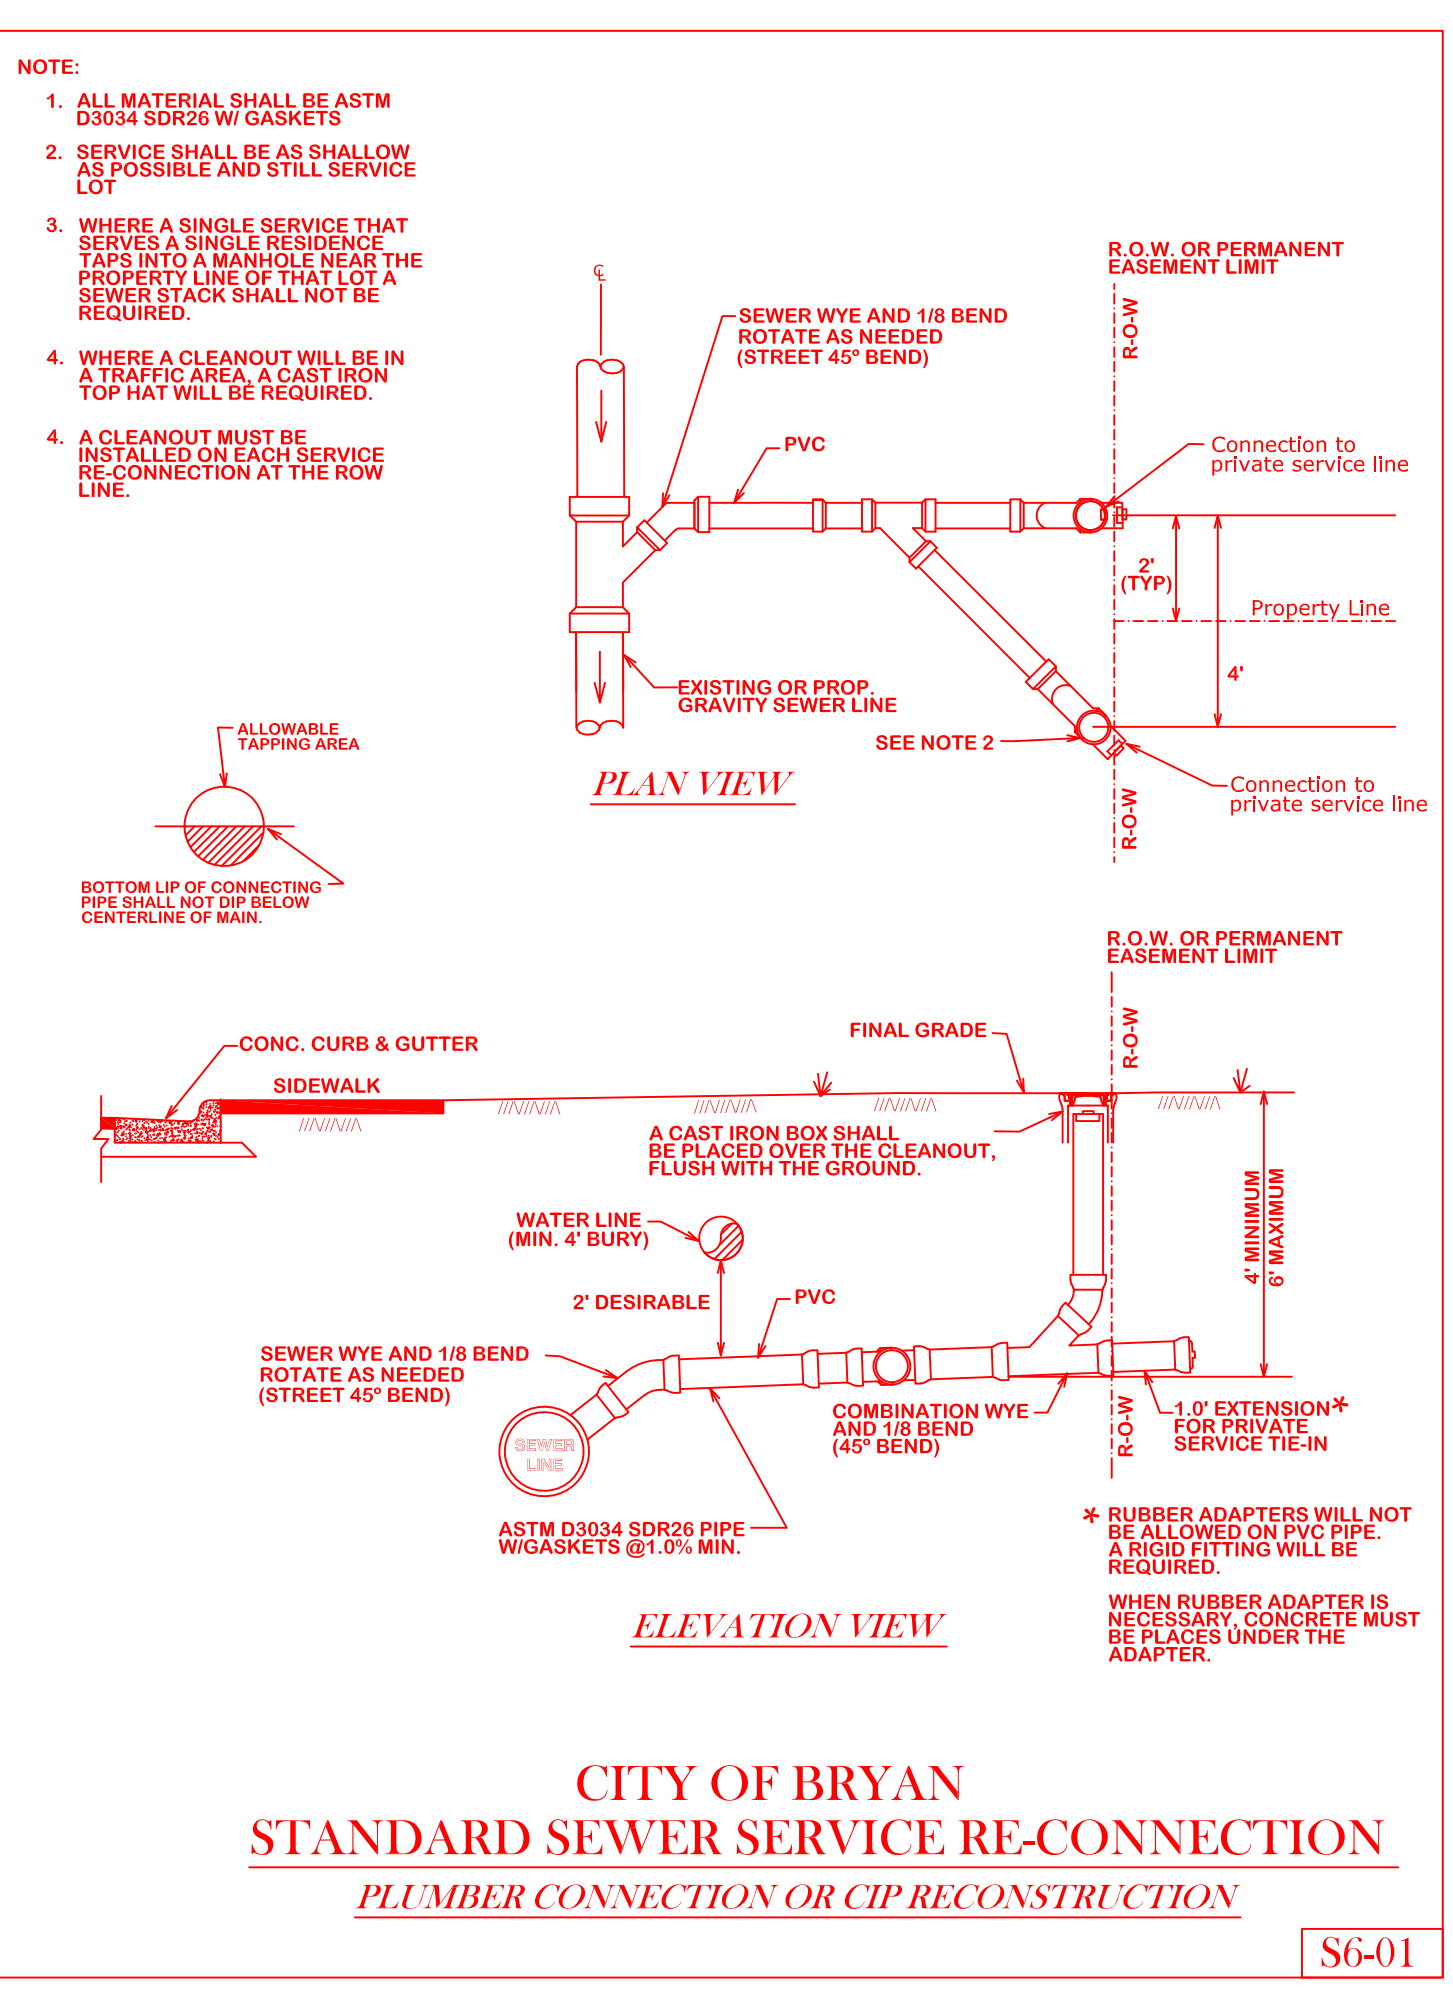 NOTE:
1. ALL MATERIAL SHALL BE ASTM
D3034 SDR26 W/ GASKETS
2. SERVICE SHALL BE AS SHALLOW
AS POSSIBLE AND STILL SERVICE
LOT
3. WHERE A SINGLE SERVICE THAT
SERVES A SINGLE RESIDENCE
TAPS INTO A MANHOLE NEAR THE
PROPERTY LINE OF THAT LOT A
SEWER STACK SHALL NOT BE
REQUIRED.
4. WHERE A CLEANOUT WILL BE IN
A TRAFFIC AREA, A CAST IRON
TOP HAT WILL BE REQUIRED.
4. A CLEANOUT MUST BE
INSTALLED ON EACH SERVICE
RE-CONNECTION AT THE ROW
LINE.
℄
R.O.W. OR PERMANENT
EASEMENT LIMIT
R-O-W
SEWER WYE AND 1/8 BEND
ROTATE AS NEEDED
(STREET 45º BEND)
PVC
Connection to
private service line
2'
(TYP)
Property Line
4'
EXISTING OR PROP.
GRAVITY SEWER LINE
SEE NOTE 2
Connection to
private service line
R-O-W
PLAN VIEW
ALLOWABLE
TAPPING AREA
BOTTOM LIP OF CONNECTING
PIPE SHALL NOT DIP BELOW
CENTERLINE OF MAIN.
R.O.W. OR PERMANENT
EASEMENT LIMIT
R-O-W
FINAL GRADE
CONC. CURB & GUTTER
SIDEWALK
A CAST IRON BOX SHALL
BE PLACED OVER THE CLEANOUT,
FLUSH WITH THE GROUND.
4' MINIMUM
6' MAXIMUM
WATER LINE
(MIN. 4' BURY)
2' DESIRABLE
PVC
SEWER WYE AND 1/8 BEND
ROTATE AS NEEDED
(STREET 45º BEND)
SEWER
LINE
COMBINATION WYE
AND 1/8 BEND
(45º BEND)
R-O-W
1.0' EXTENSION*
FOR PRIVATE
SERVICE TIE-IN
ASTM D3034 SDR26 PIPE
W/GASKETS @1.0% MIN.
* RUBBER ADAPTERS WILL NOT
BE ALLOWED ON PVC PIPE.
A RIGID FITTING WILL BE
REQUIRED.
WHEN RUBBER ADAPTER IS
NECESSARY, CONCRETE MUST
BE PLACES UNDER THE
ADAPTER.
ELEVATION VIEW
CITY OF BRYAN
STANDARD SEWER SERVICE RE-CONNECTION
PLUMBER CONNECTION OR CIP RECONSTRUCTION
S6-01